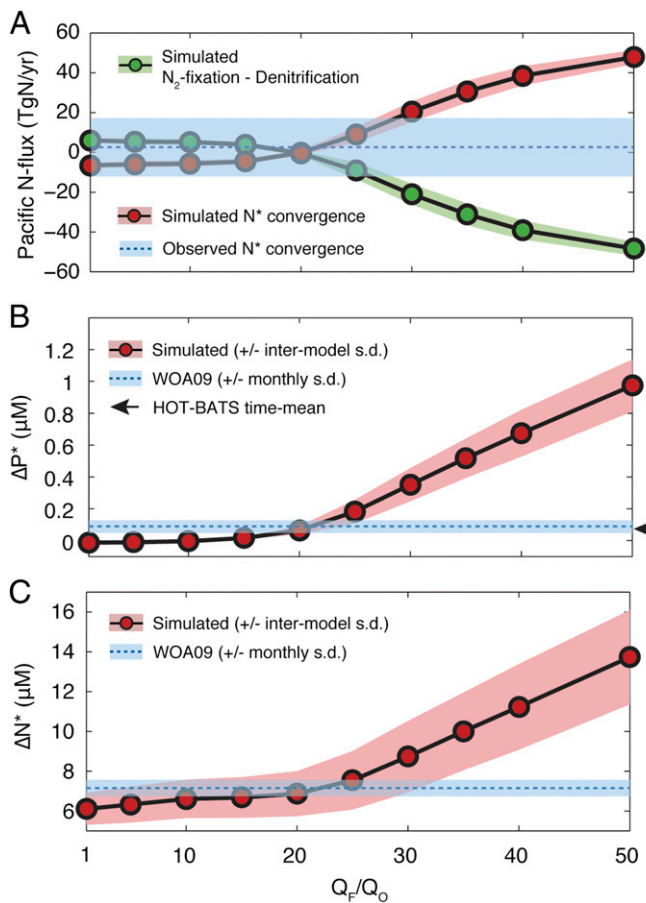 A
60
40
20
0
−20
−40
−60
Pacific N-flux (TgN/yr)
Simulated
N₂-fixation - Denitrification
Simulated N* convergence
Observed N* convergence
B
1.2
1
0.8
0.6
0.4
0.2
0
ΔP* (μM)
Simulated (+/- inter-model s.d.)
WOA09 (+/- monthly s.d.)
HOT-BATS time-mean
C
16
14
12
10
8
6
ΔN* (μM)
Simulated (+/- inter-model s.d.)
WOA09 (+/- monthly s.d.)
1 10 20 30 40 50
Q_F/Q_O